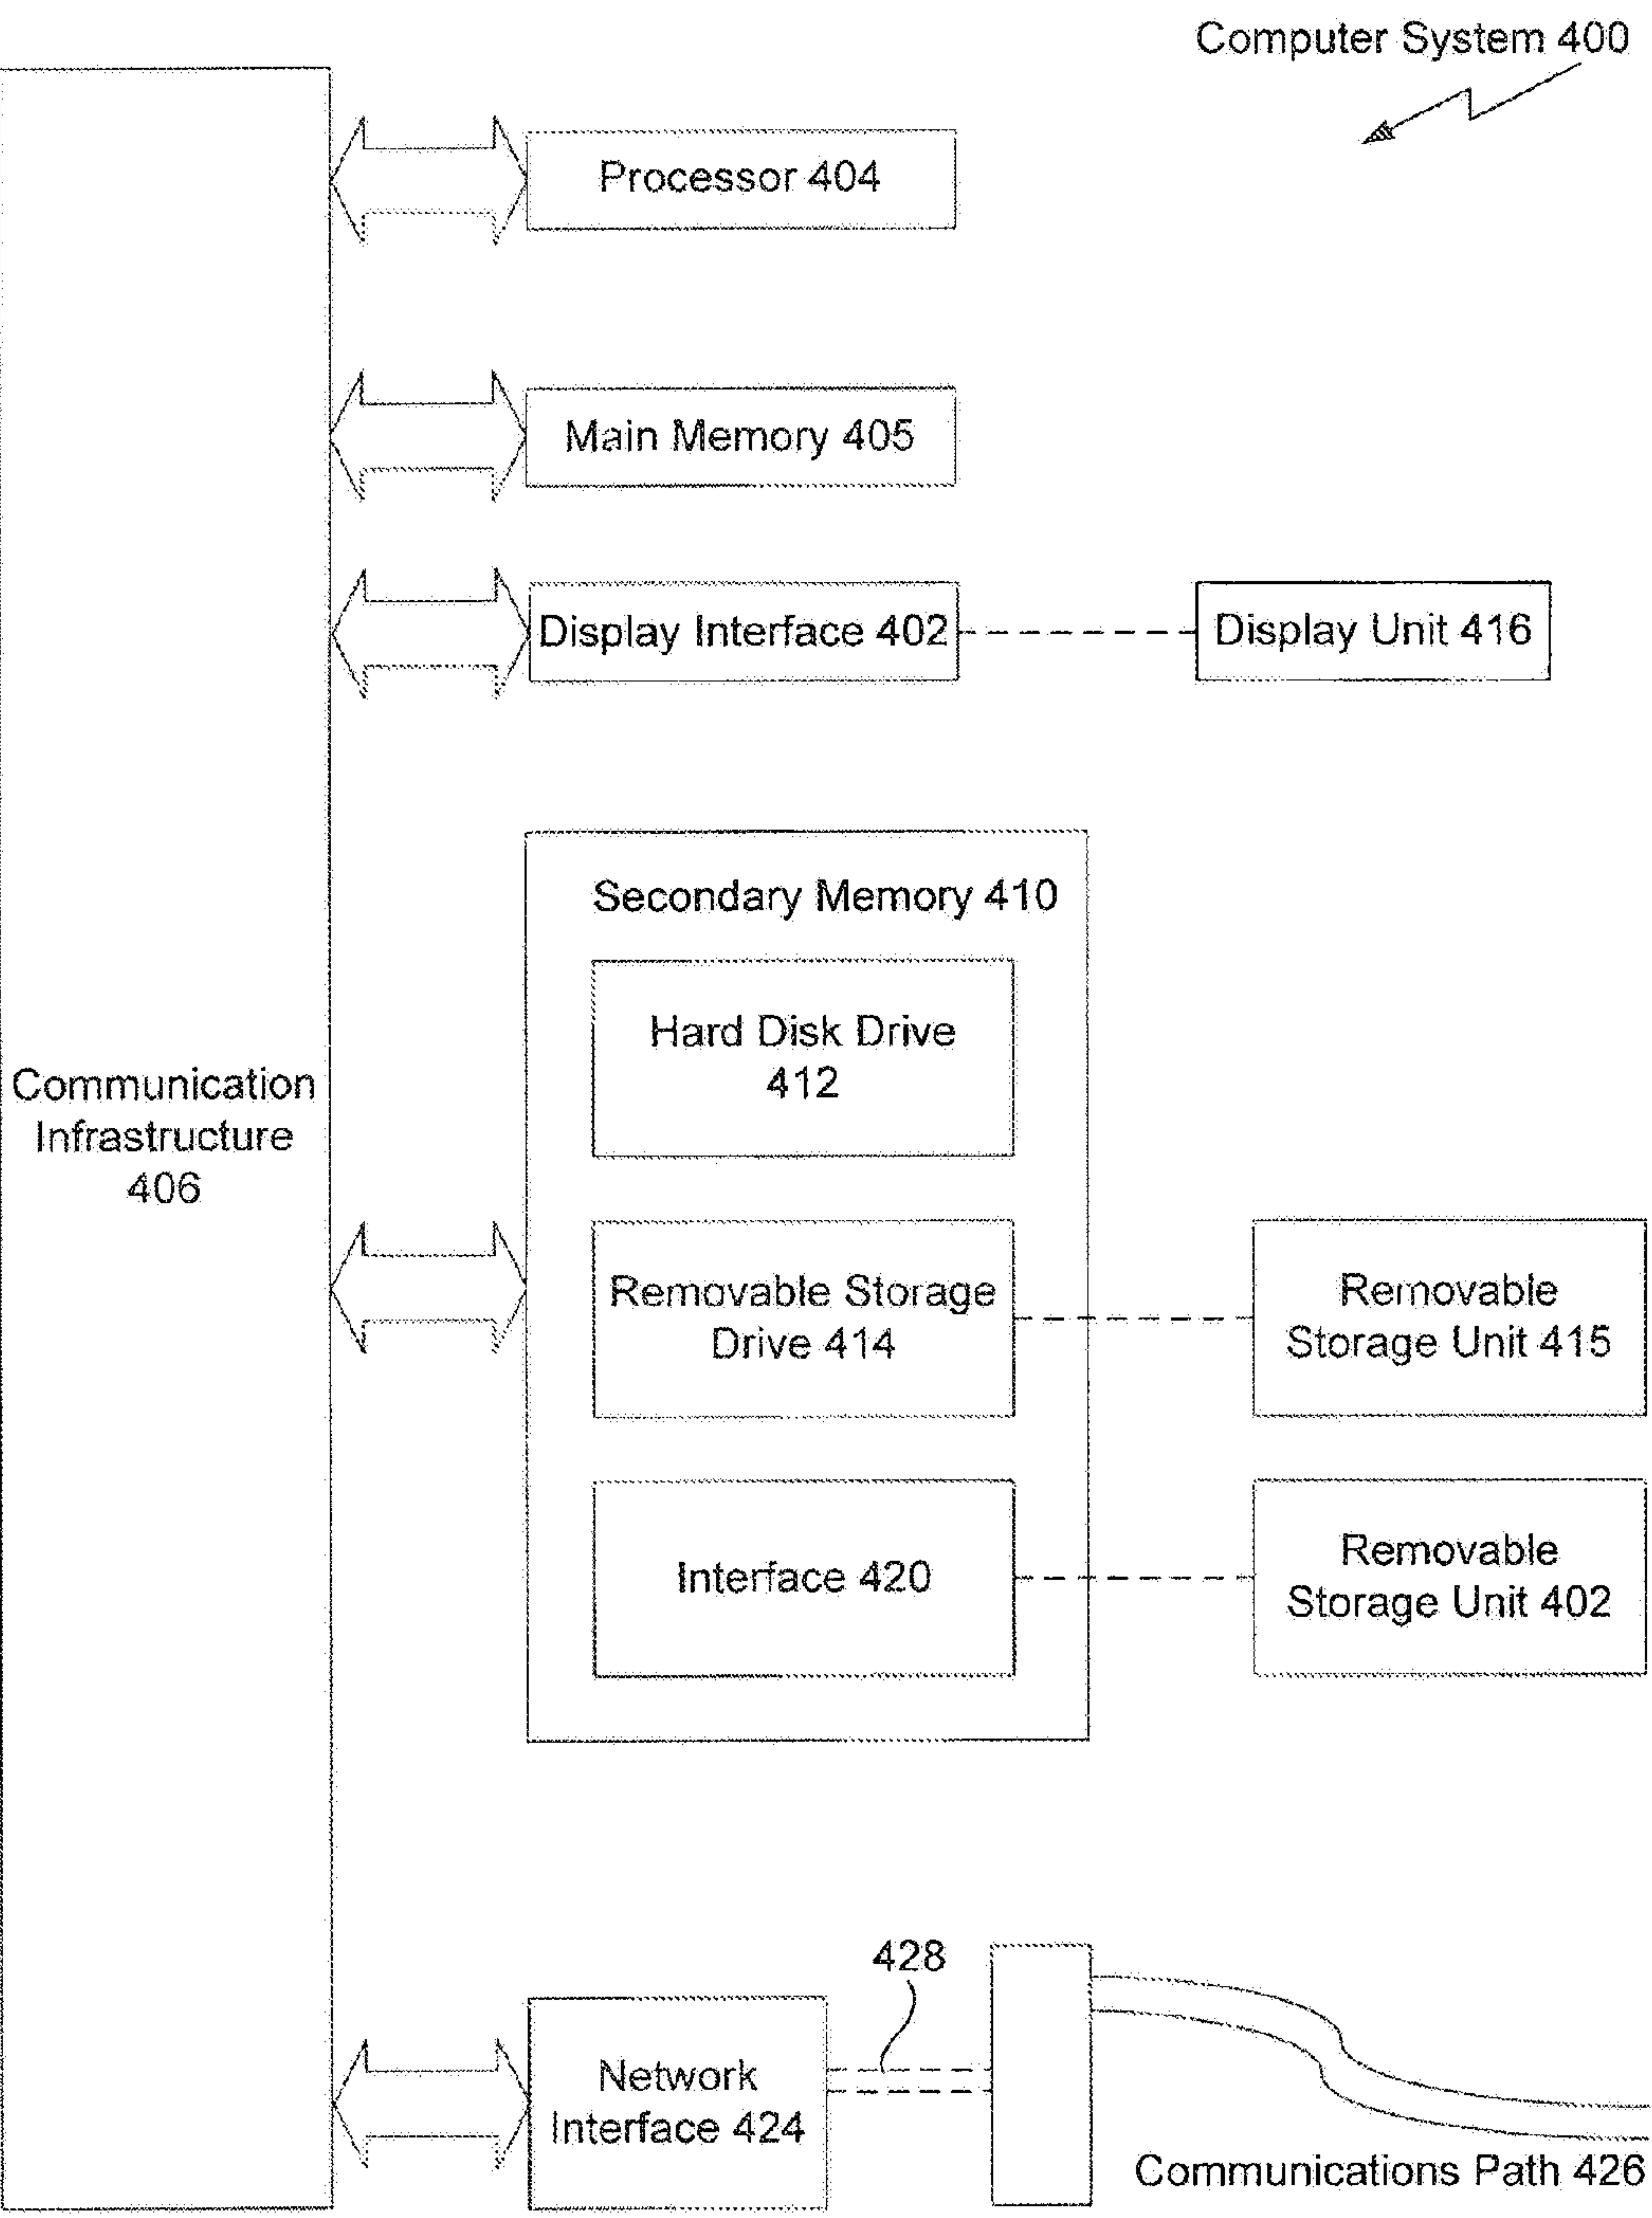 Computer System 400
Processor 404
Main Memory 405
Display Interface 402
Display Unit 416
Secondary Memory 410
Hard Disk Drive
412
Communication
Infrastructure
406
Removable Storage
Drive 414
Removable
Storage Unit 415
Interface 420
Removable
Storage Unit 402
428
Network
Interface 424
Communications Path 426